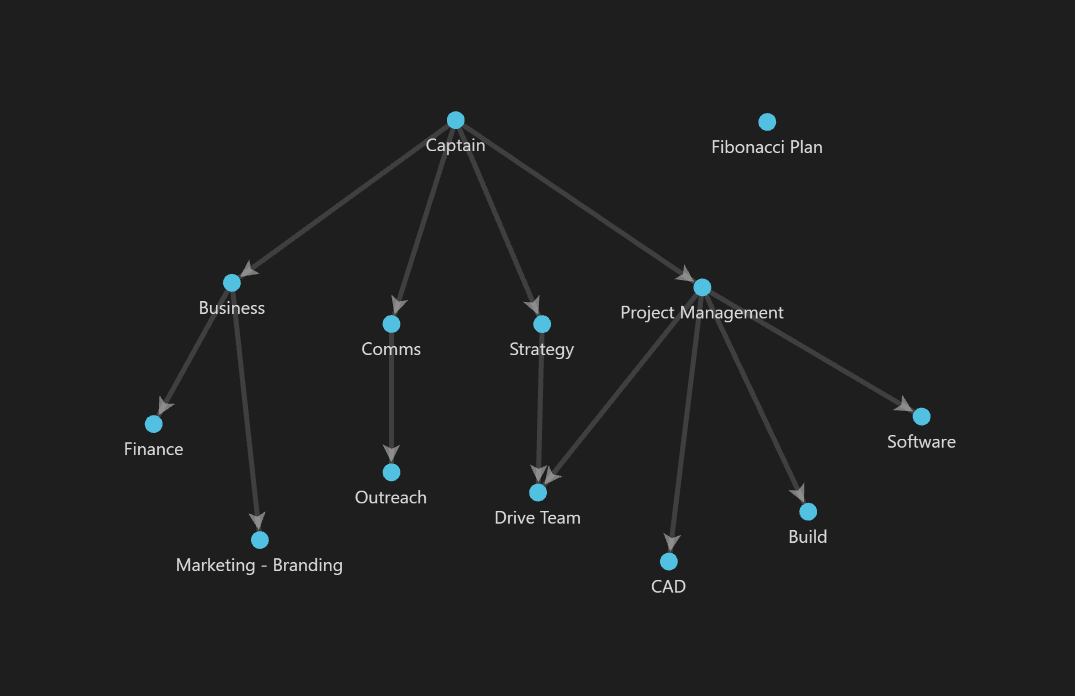 Captain
Fibonacci Plan
Business
Project Management
Comms
Strategy
Finance
Software
Outreach
Drive Team
Build
Marketing - Branding
CAD